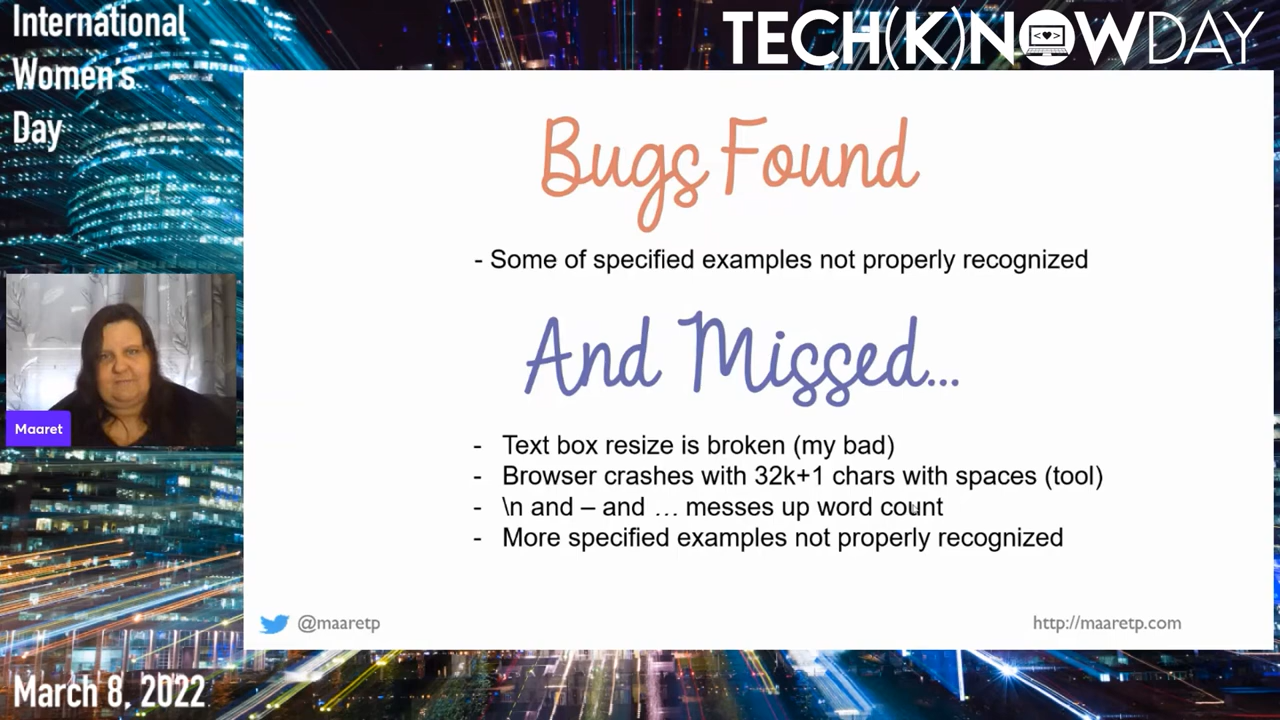 International
Women's
Day
TECH(K)NOWDAY
Bugs Found
- Some of specified examples not properly recognized
And Missed...
- Text box resize is broken (my bad)
- Browser crashes with 32k+1 chars with spaces (tool)
- \n and – and … messes up word count
- More specified examples not properly recognized
Maaret
@maaretp
http://maaretp.com
March 8, 2022